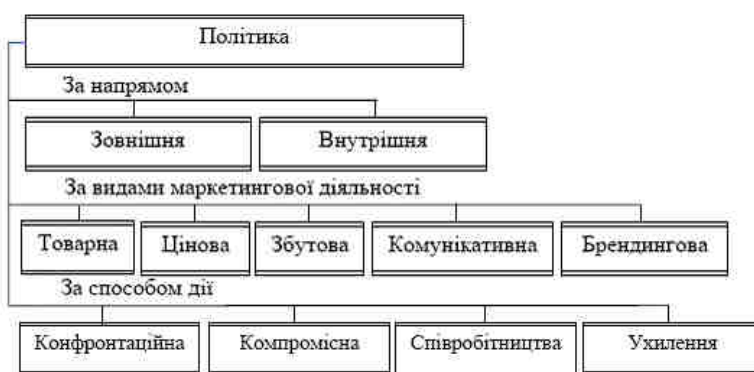 Політика
За напрямом
Зовнішня Внутрішня
За видами маркетингової діяльності
Товарна Цінова Збутова Комунікативна Брендингова
За способом дії
Конфронтаційна Компромісна Співробітництва Ухилення